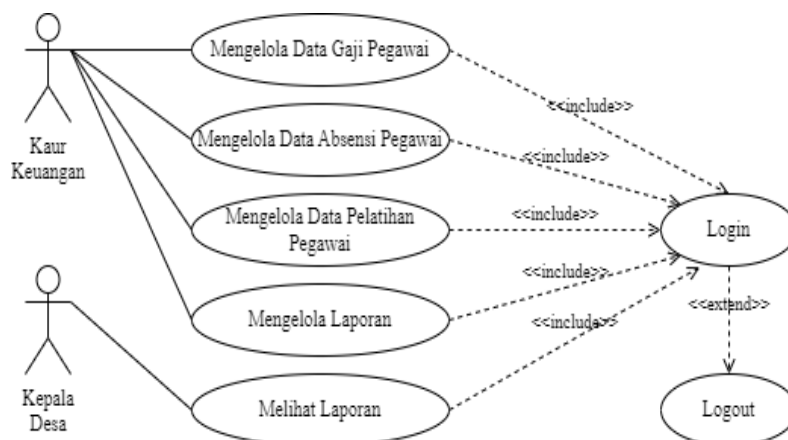 Mengelola Data Gaji Pegawai
<<include>>
Mengelola Data Absensi Pegawai
<<include>>
Kaur
Keuangan
Mengelola Data Pelatihan
Pegawai
<<include>>
Login
Mengelola Laporan
<<include>>
<<extend>>
<<include>>
Kepala
Desa
Melihat Laporan
Logout